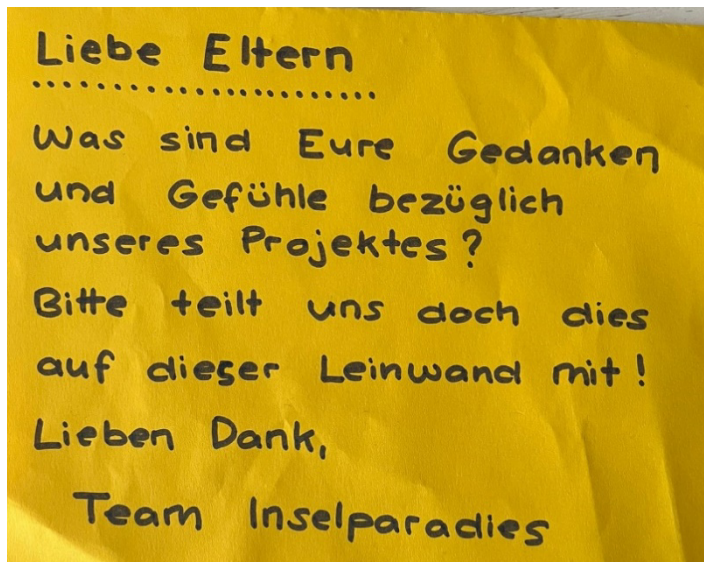 Liebe Eltern
Was sind Eure Gedanken
und Gefühle bezüglich
unseres Projektes?
Bitte teilt uns doch dies
auf dieser Leinwand mit!
Lieben Dank,
Team Inselparadies